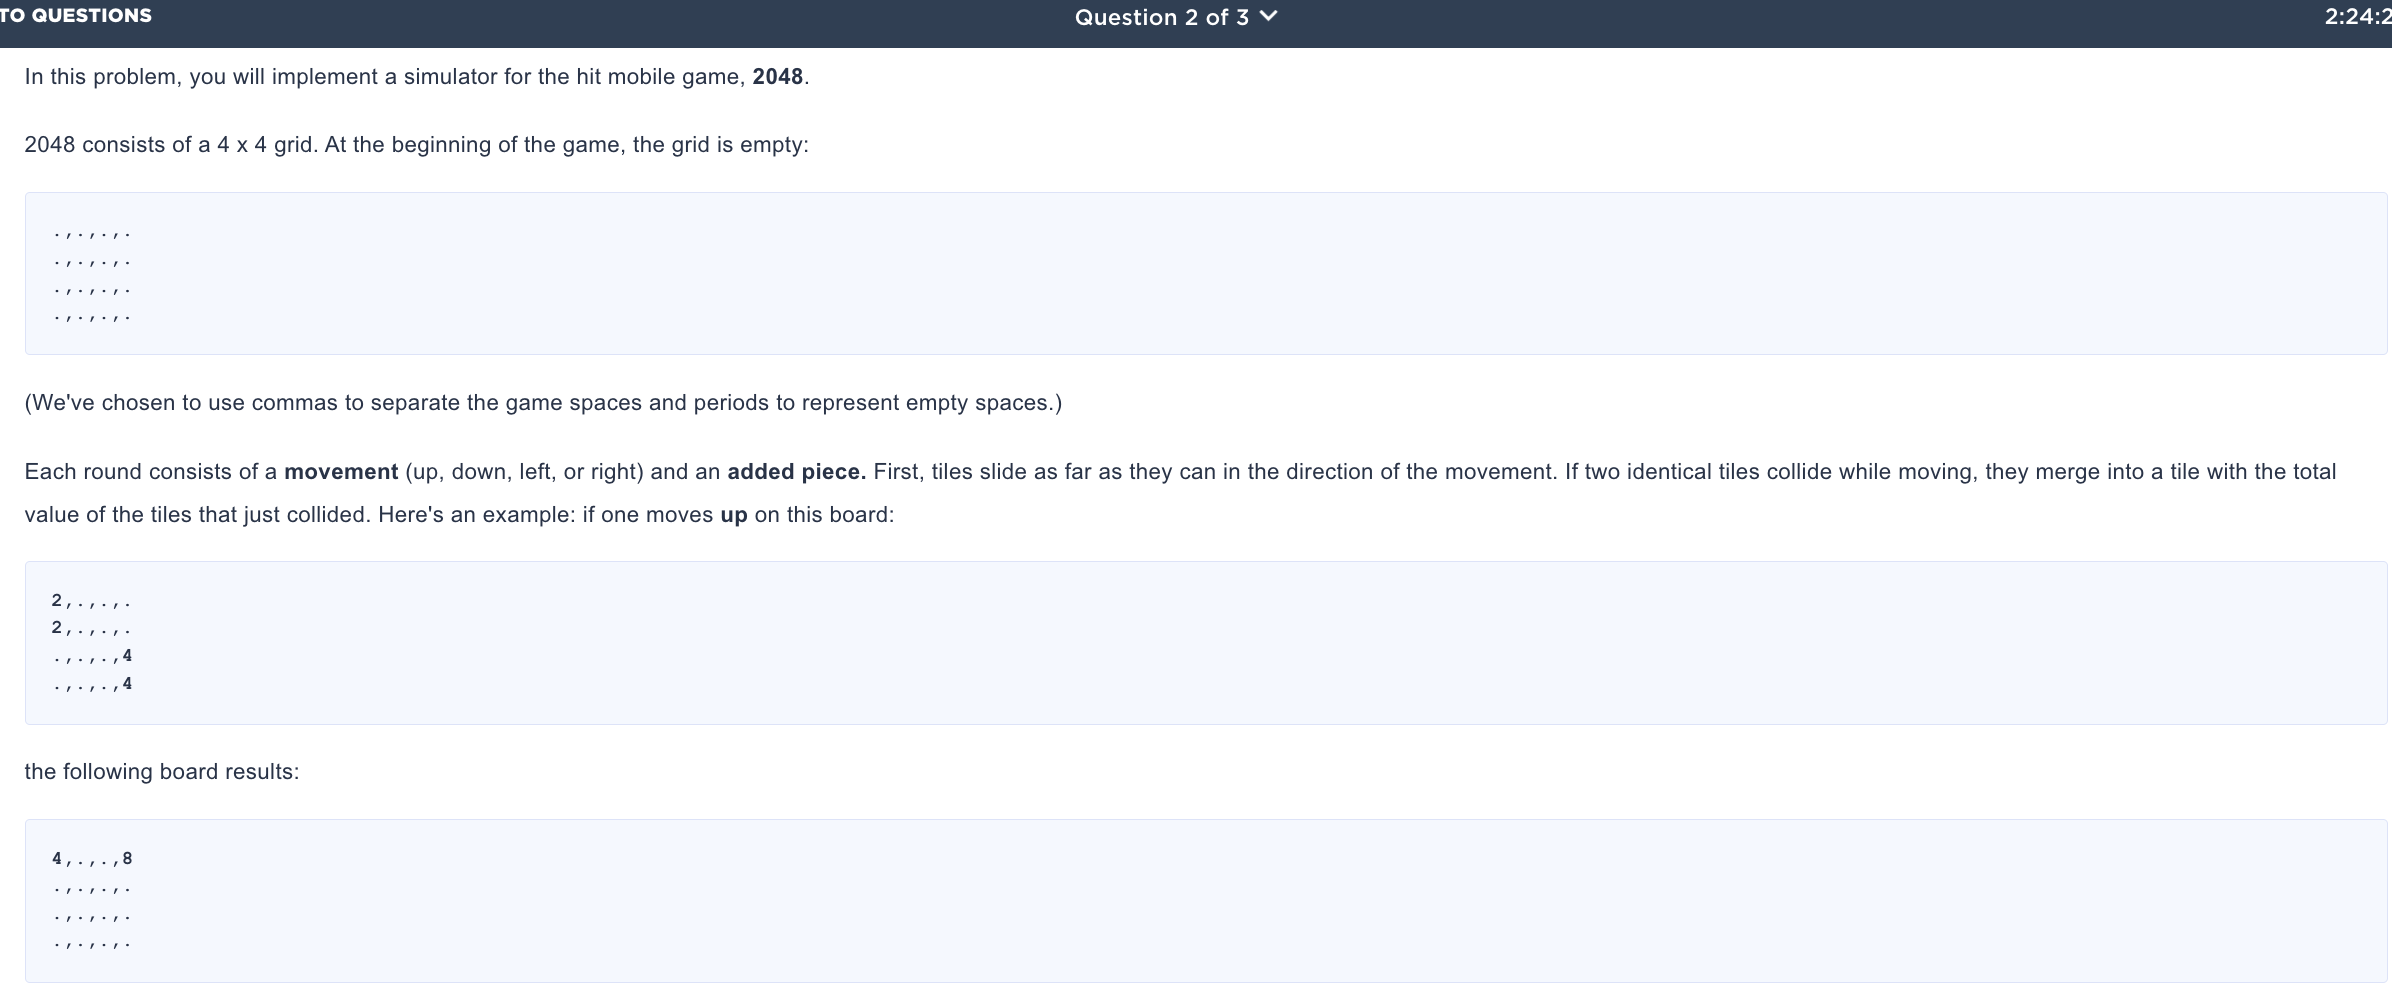 TO QUESTIONS
Question 2 of 3
2:24:2
In this problem, you will implement a simulator for the hit mobile game, 2048.
2048 consists of a 4 x 4 grid. At the beginning of the game, the grid is empty:
.,.,.,.
.,.,.,.
.,.,.,.
.,.,.,.
(We've chosen to use commas to separate the game spaces and periods to represent empty spaces.)
Each round consists of a movement (up, down, left, or right) and an added piece. First, tiles slide as far as they can in the direction of the movement. If two identical tiles collide while moving, they merge into a tile with the total
value of the tiles that just collided. Here's an example: if one moves up on this board:
2,.,.,.
2,.,.,.
.,.,.,4
.,.,.,4
the following board results:
4,.,.,8
.,.,.,.
.,.,.,.
.,.,.,.